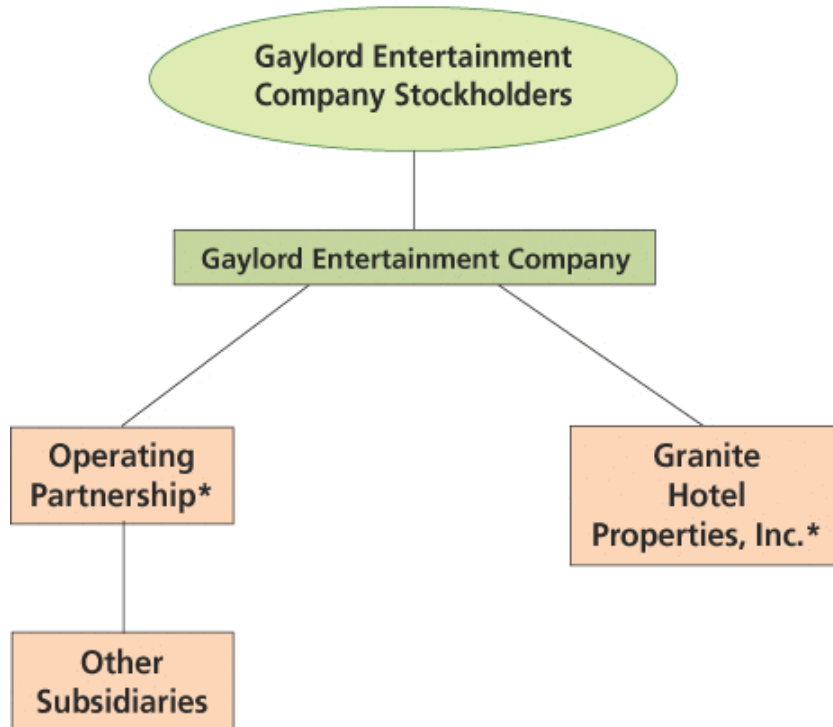 Gaylord Entertainment
Company Stockholders
Gaylord Entertainment Company
Operating
Partnership*
Granite
Hotel
Properties, Inc.*
Other
Subsidiaries